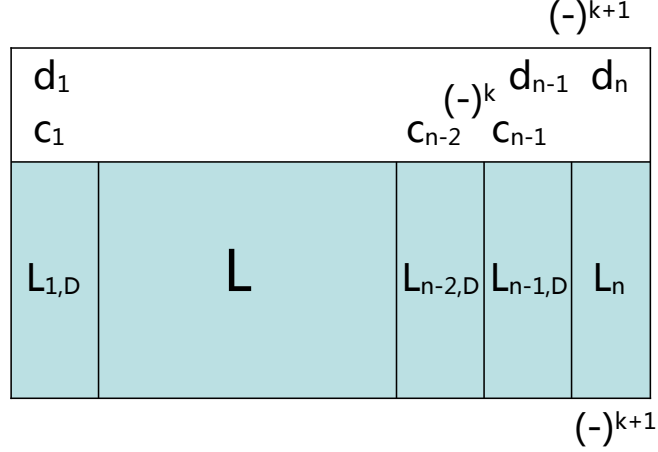 (-)ᵏ⁺¹
d₁ d₍ₙ₋₁₎ dₙ
(-)ᵏ
c₁ c₍ₙ₋₂₎ c₍ₙ₋₁₎
L₁,D L Lₙ₋₂,D Lₙ₋₁,D Lₙ
(-)ᵏ⁺¹